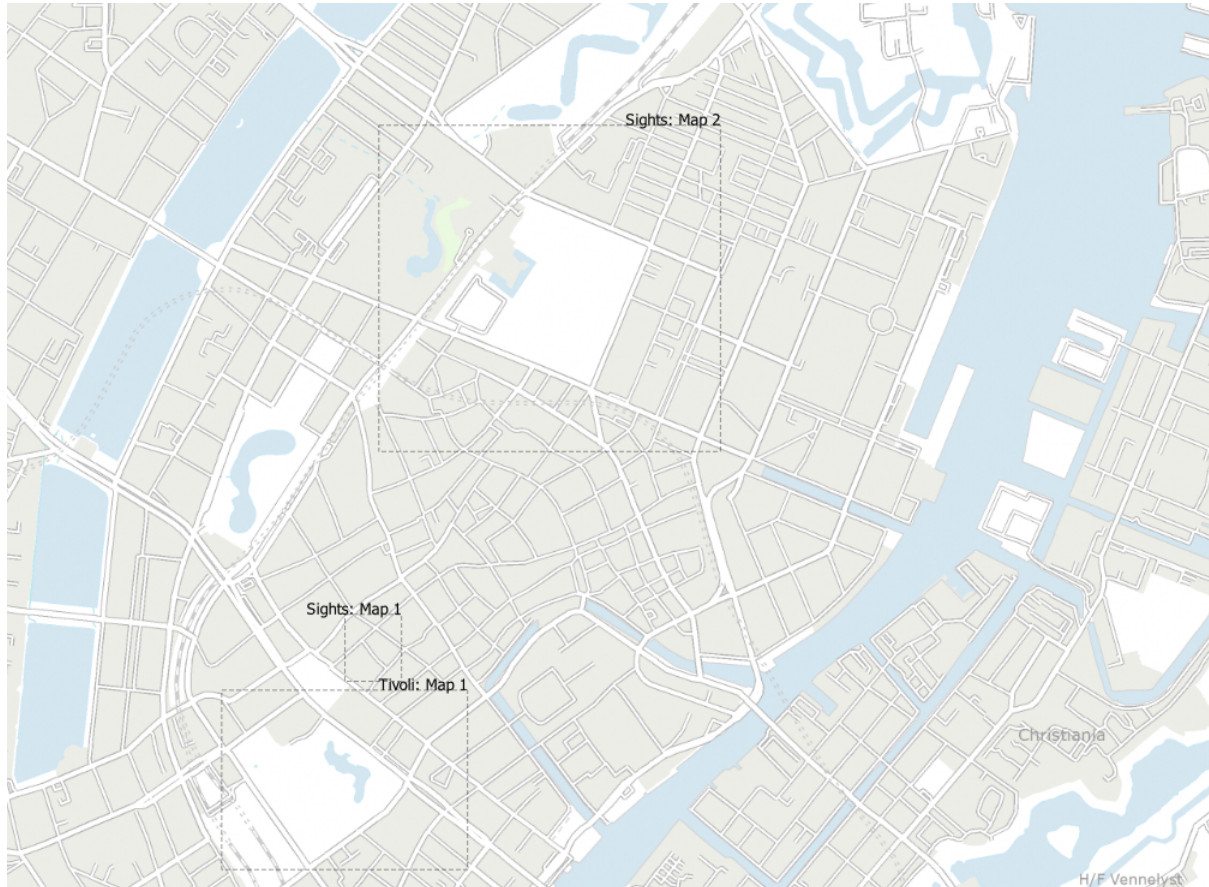 Sights: Map 2
Sights: Map 1
Tivoli: Map 1
Christiania
H/F Vennelyst